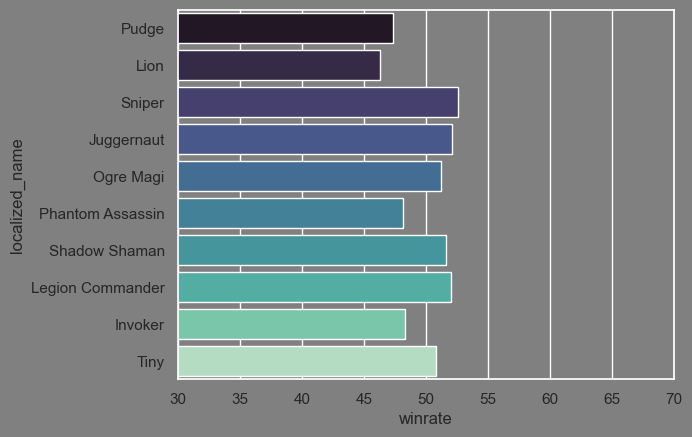 Pudge
Lion
Sniper
Juggernaut
Ogre Magi
Phantom Assassin
Shadow Shaman
Legion Commander
Invoker
Tiny
localized_name
30 35 40 45 50 55 60 65 70
winrate